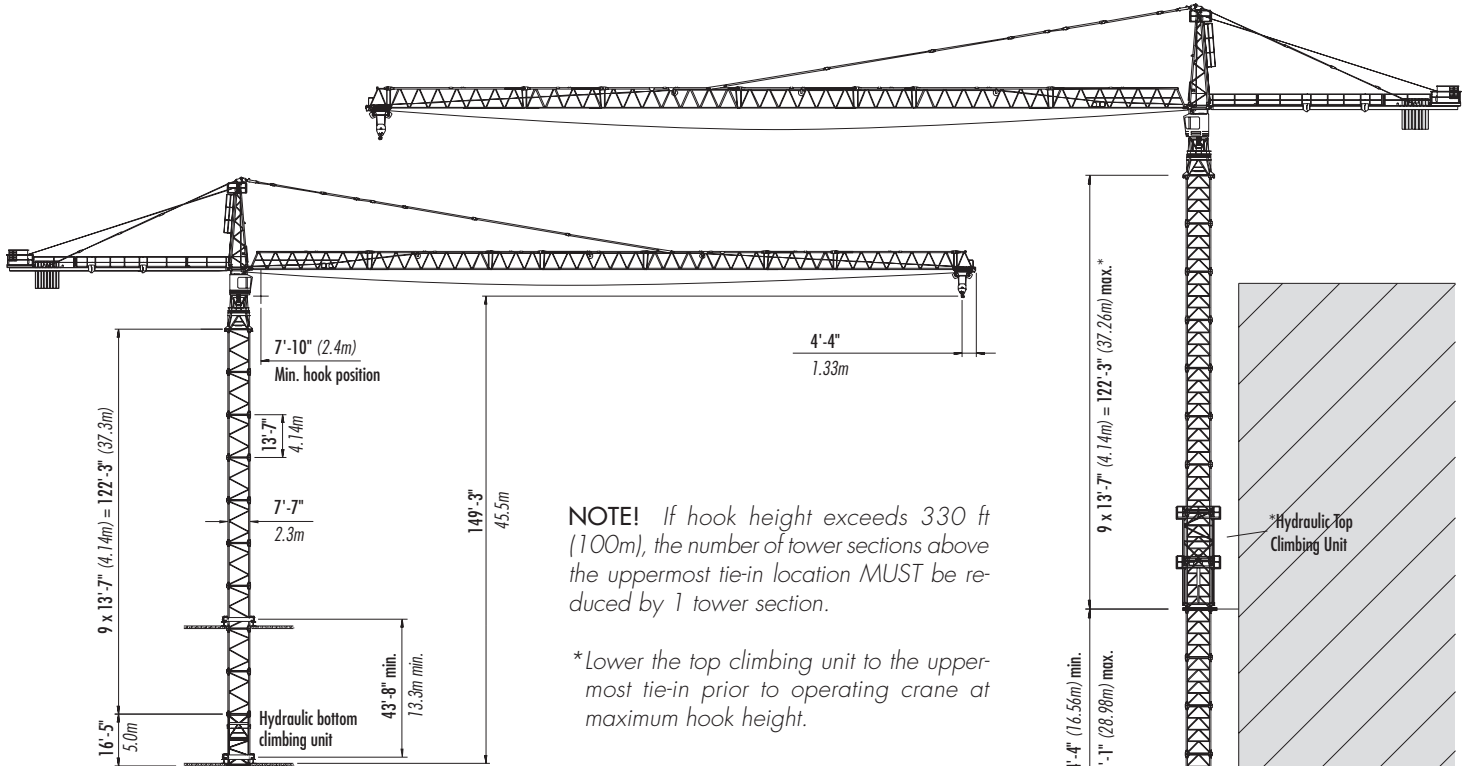 7'-10" (2.4m)
Min. hook position
13'-7"
4.14m
9 x 13'-7" (4.14m) = 122'-3" (37.3m)
7'-7"
2.3m
16'-5"
5.0m
Hydraulic bottom
climbing unit
43'-8" min.
13.3m min.
149'-3"
45.5m
4'-4"
1.33m
NOTE! If hook height exceeds 330 ft
(100m), the number of tower sections above
the uppermost tie-in location MUST be re-
duced by 1 tower section.
*Lower the top climbing unit to the upper-
most tie-in prior to operating crane at
maximum hook height.
9 x 13'-7" (4.14m) = 122'-3" (37.26m) max.*
*Hydraulic Top
Climbing Unit
'-4" (16.56m) min.
'-1" (28.98m) max.